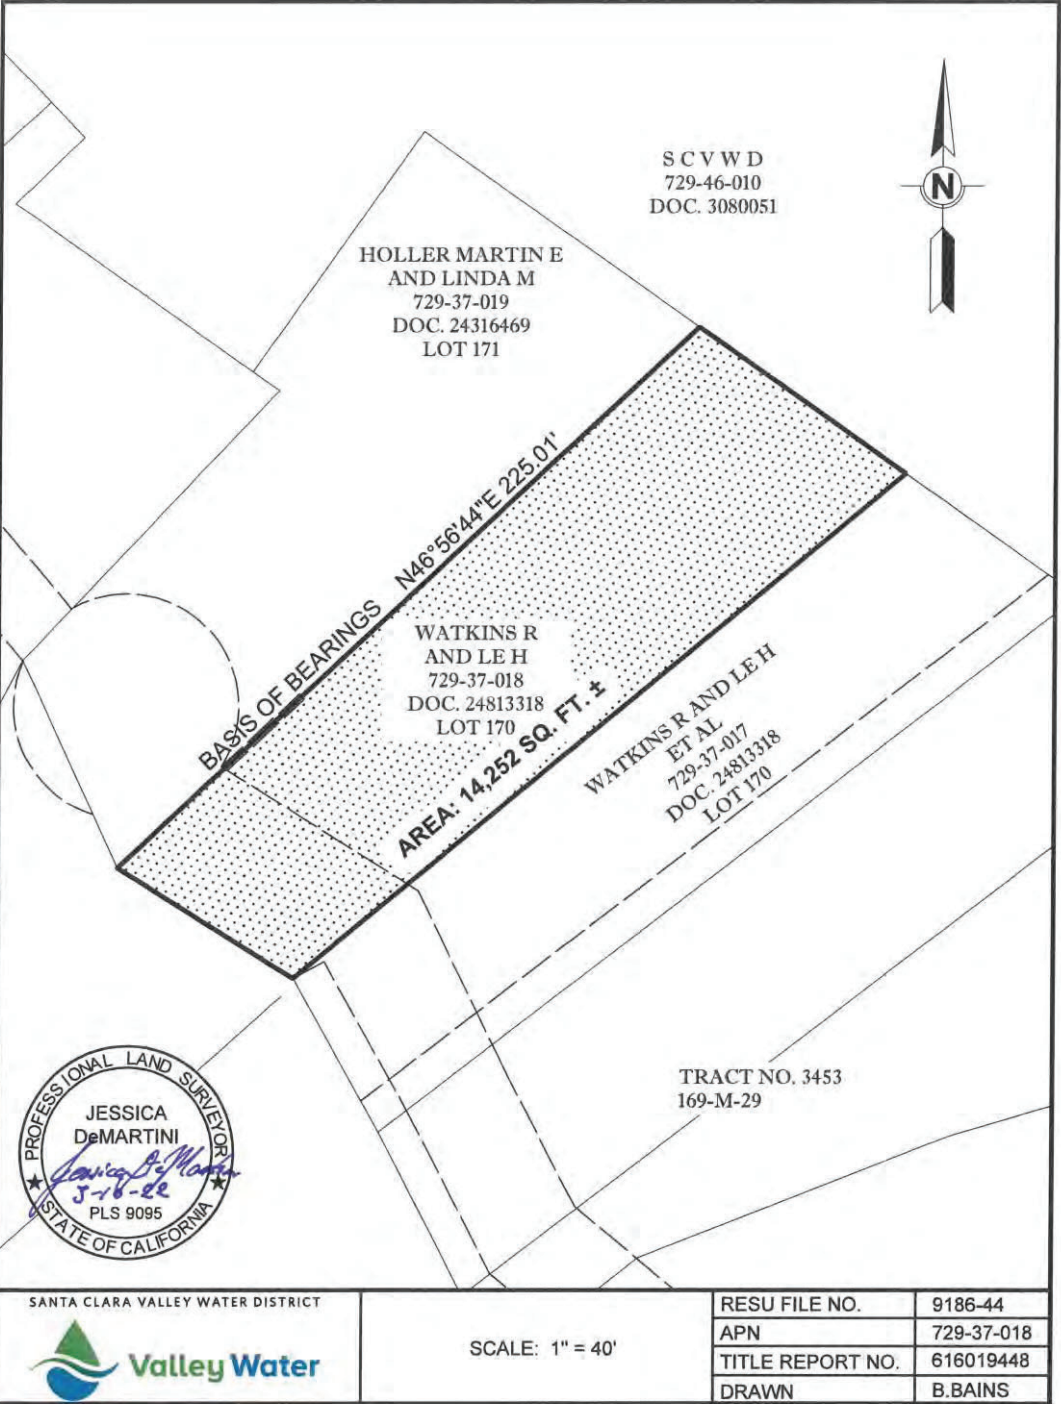 S C V W D
729-46-010
DOC. 3080051
N
HOLLER MARTIN E
AND LINDA M
729-37-019
DOC. 24316469
LOT 171
BASIS OF BEARINGS N46°56'44"E 225.01'
WATKINS R
AND LE H
729-37-018
DOC. 24813318
LOT 170
AREA: 14,252 SQ. FT. ±
WATKINS R AND LE H
ET AL
729-37-017
DOC. 24813318
LOT 170
TRACT NO. 3453
169-M-29
PROFESSIONAL LAND SURVEYOR
JESSICA
DeMARTINI
PLS 9095
STATE OF CALIFORNIA
SANTA CLARA VALLEY WATER DISTRICT
Valley Water
SCALE: 1" = 40'
RESU FILE NO. 9186-44
APN 729-37-018
TITLE REPORT NO. 616019448
DRAWN B.BAINS